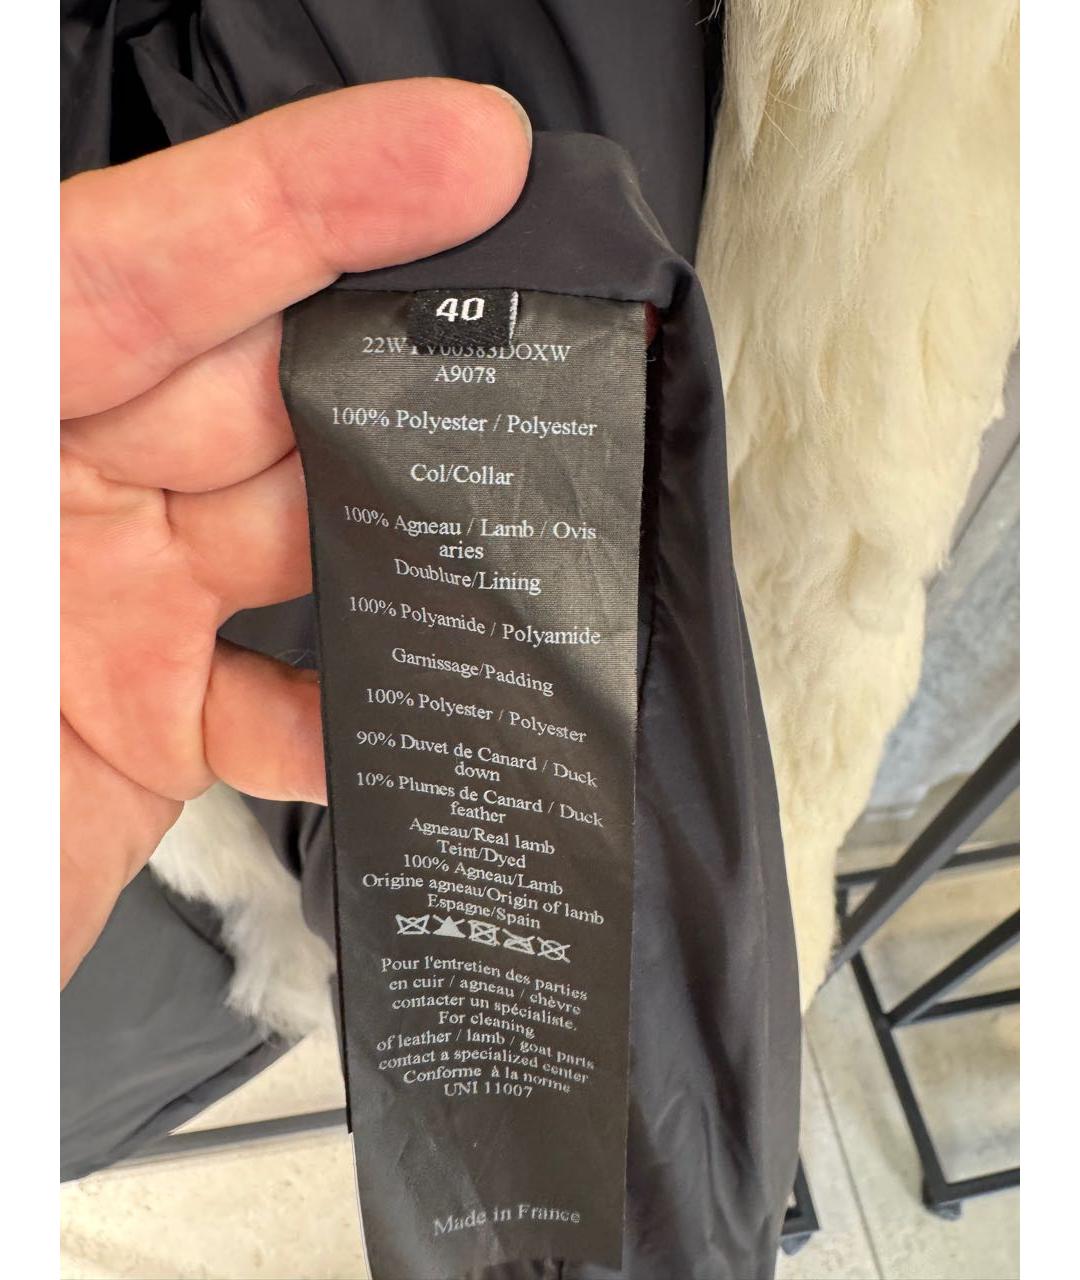 40
A9078
100% Polyester / Polyester
Col/Collar
100% Agneau / Lamb / Ovis
aries
Doublure/Lining
100% Polyamide / Polyamide
Garnissage/Padding
100% Polyester / Polyester
90% Duvet de Canard / Duck
down
10% Plumes de Canard / Duck
feather
Agneau/Real lamb
Teint/Dyed
100% Agneau/Lamb
Origine agneau/Origin of lamb
Espagne/Spain
Pour l'entretien des parties
en cuir / agneau / chèvre
contacter un spécialiste.
For cleaning
of leather / lamb / goat parts
contact a specialized center
Conforme à la norme
UNI 11007
Made in France